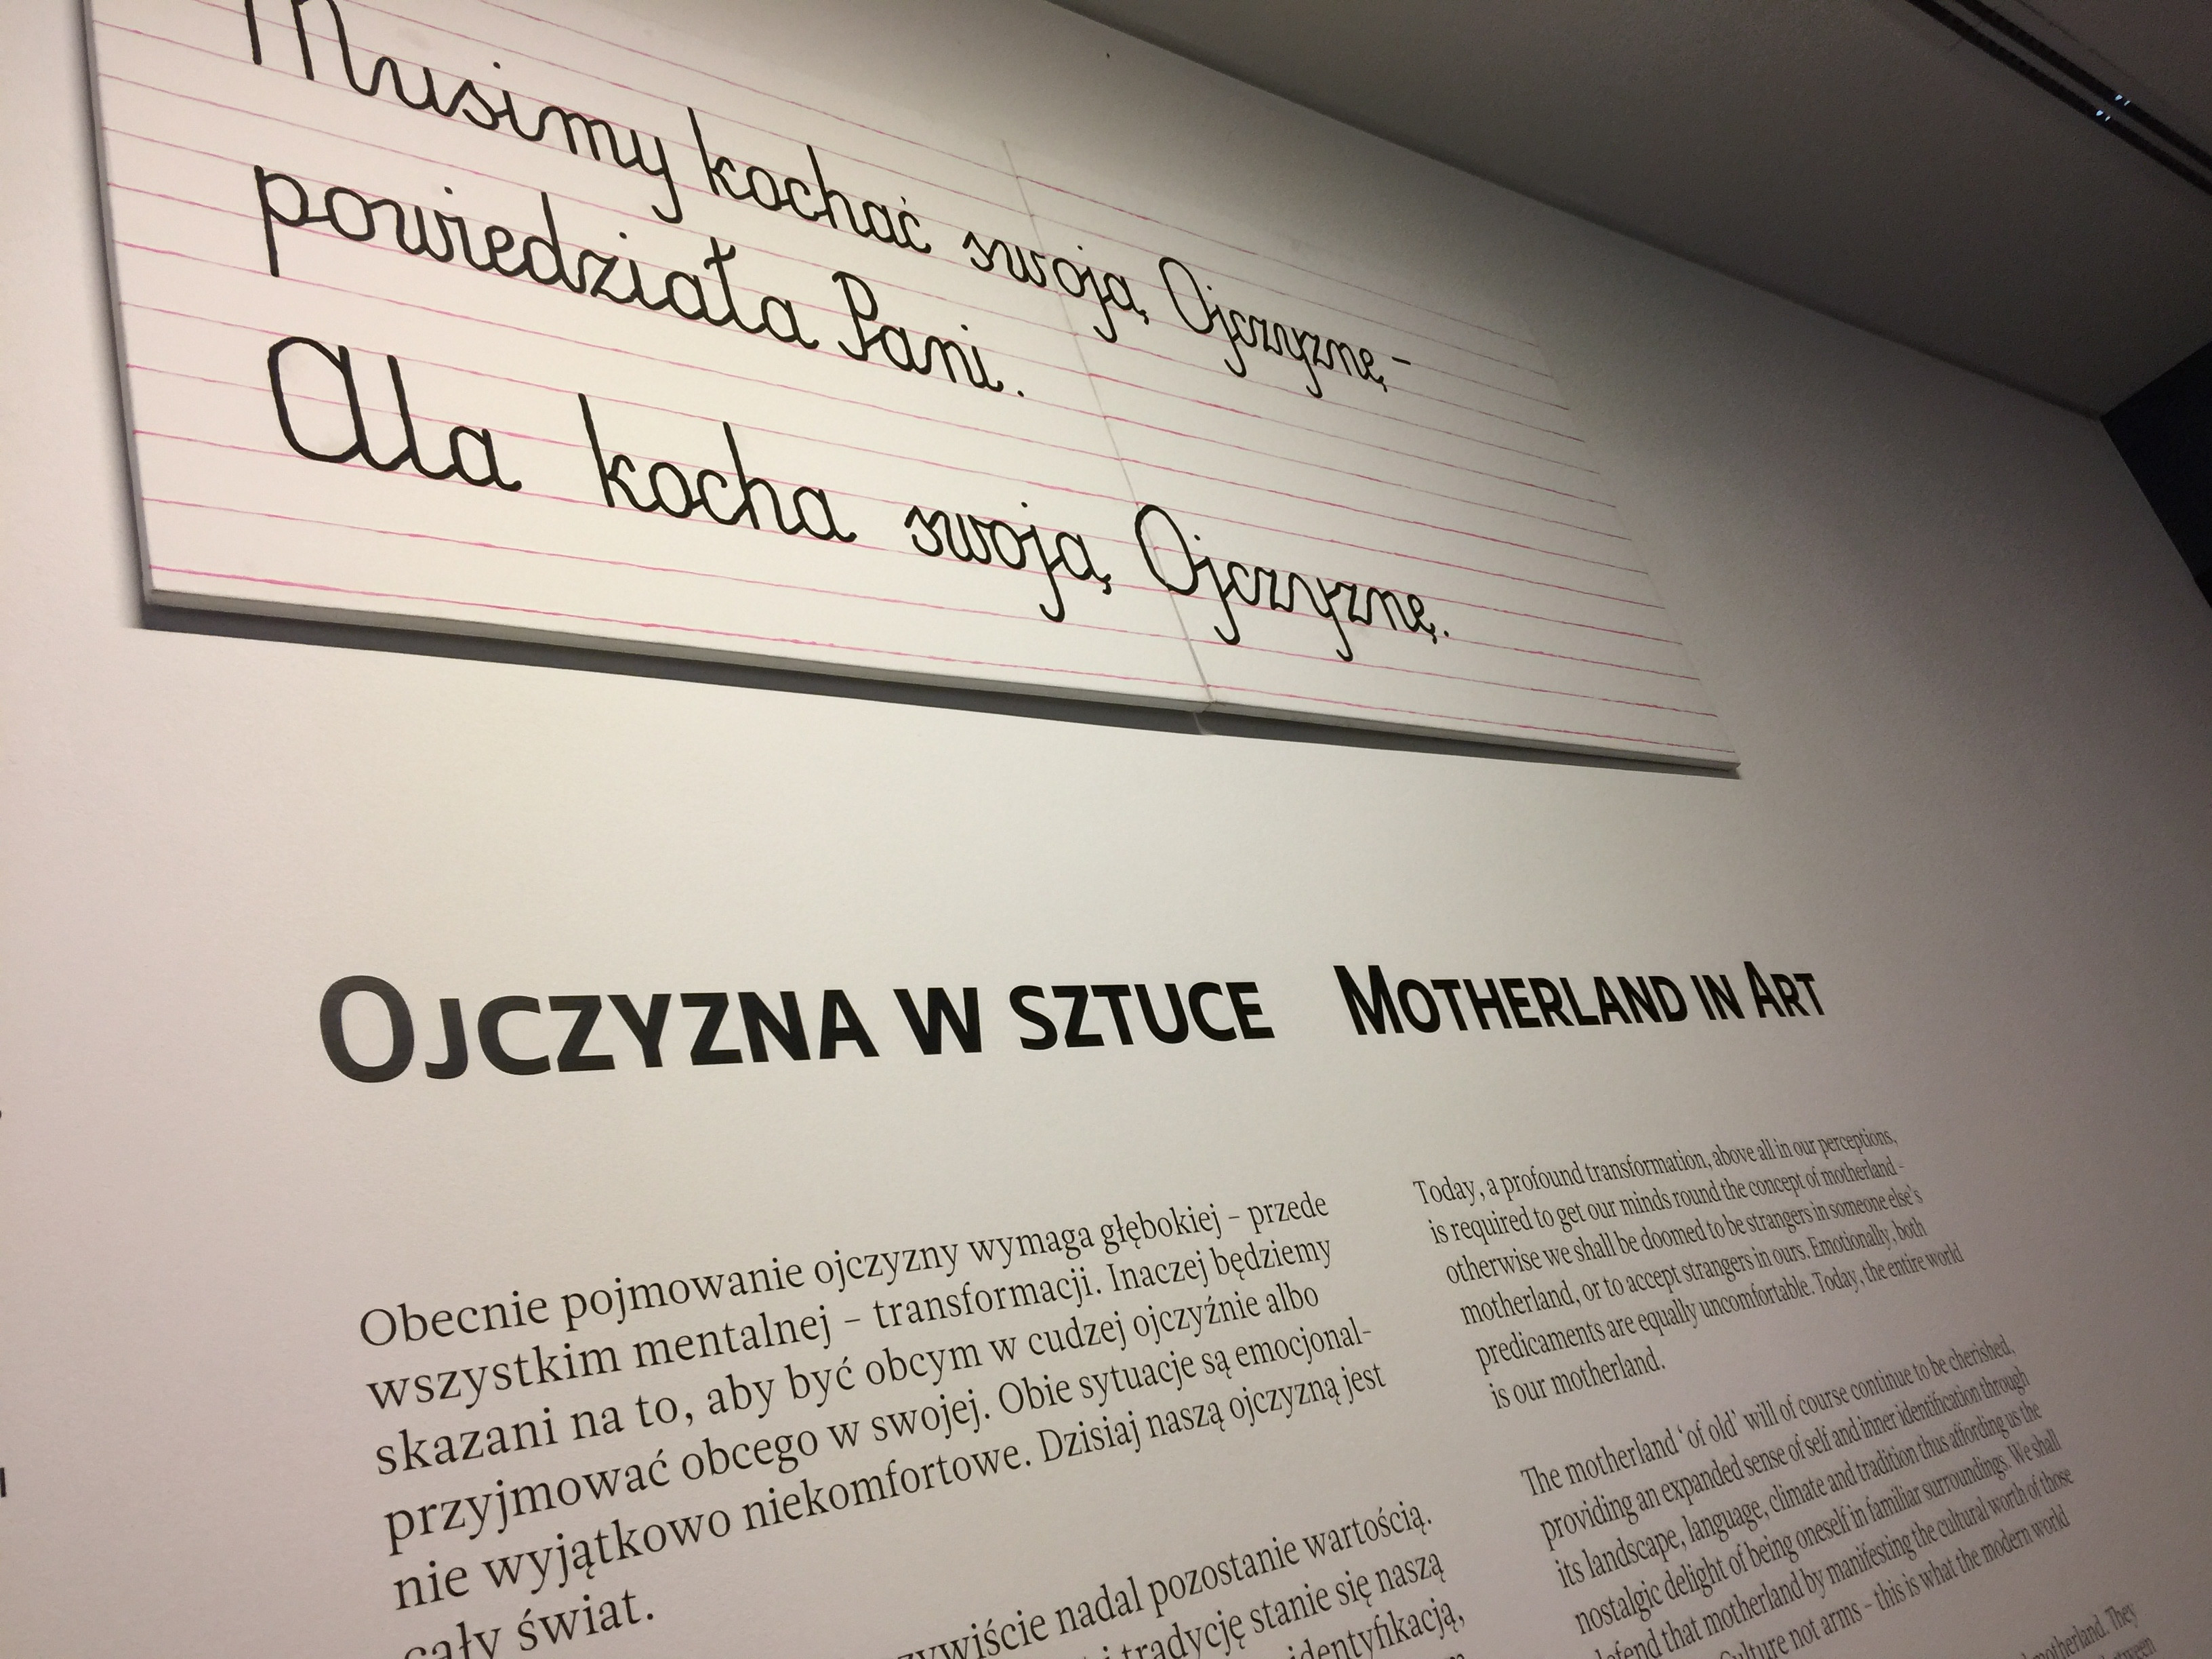 Musimy kochać swoją Ojczyznę –
powiedziała Pani.
Ala kocha swoją Ojczyznę.
Ojczyzna w sztuce
Motherland in Art
Obecnie pojmowanie ojczyzny wymaga głębokiej – przede
wszystkim mentalnej – transformacji. Inaczej będziemy
skazani na to, aby być obcym w cudzej ojczyźnie albo
przyjmować obcego w swojej. Obie sytuacje są emocjonal-
nie wyjątkowo niekomfortowe. Dzisiaj naszą ojczyzną jest
cały świat.
nadal pozostanie wartością.
tradycję stanie się naszą
identyfikacją,
Today, a profound transformation, above all in our perceptions,
is required to get our minds round the concept of motherland –
otherwise we shall be doomed to be strangers in someone else's
motherland, or to accept strangers in ours. Emotionally, both
predicaments are equally uncomfortable. Today, the entire world
is our motherland.
The motherland 'of old' will of course continue to be cherished,
providing an expanded sense of self and inner identification through
its landscape, language, climate and tradition thus affording us the
nostalgic delight of being oneself in familiar surroundings. We shall
defend that motherland by manifesting the cultural worth of those
Culture not arms – this is what the modern world
motherland. They
between